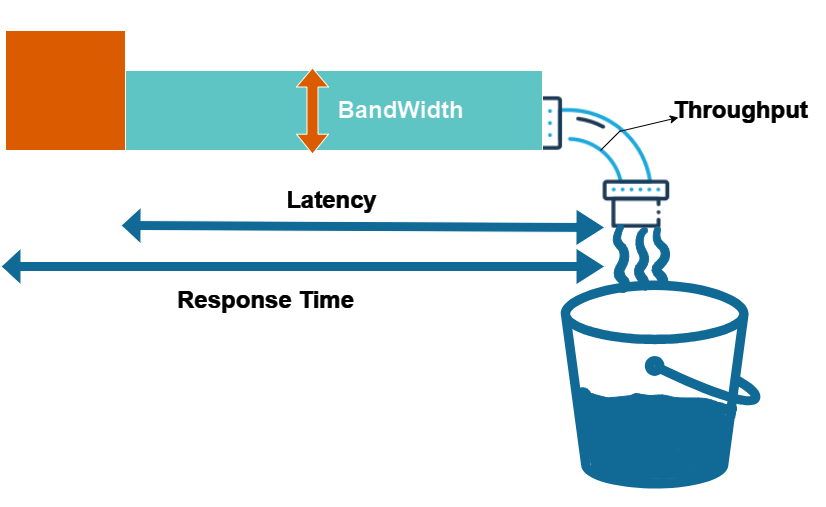 BandWidth
Throughput
Latency
Response Time